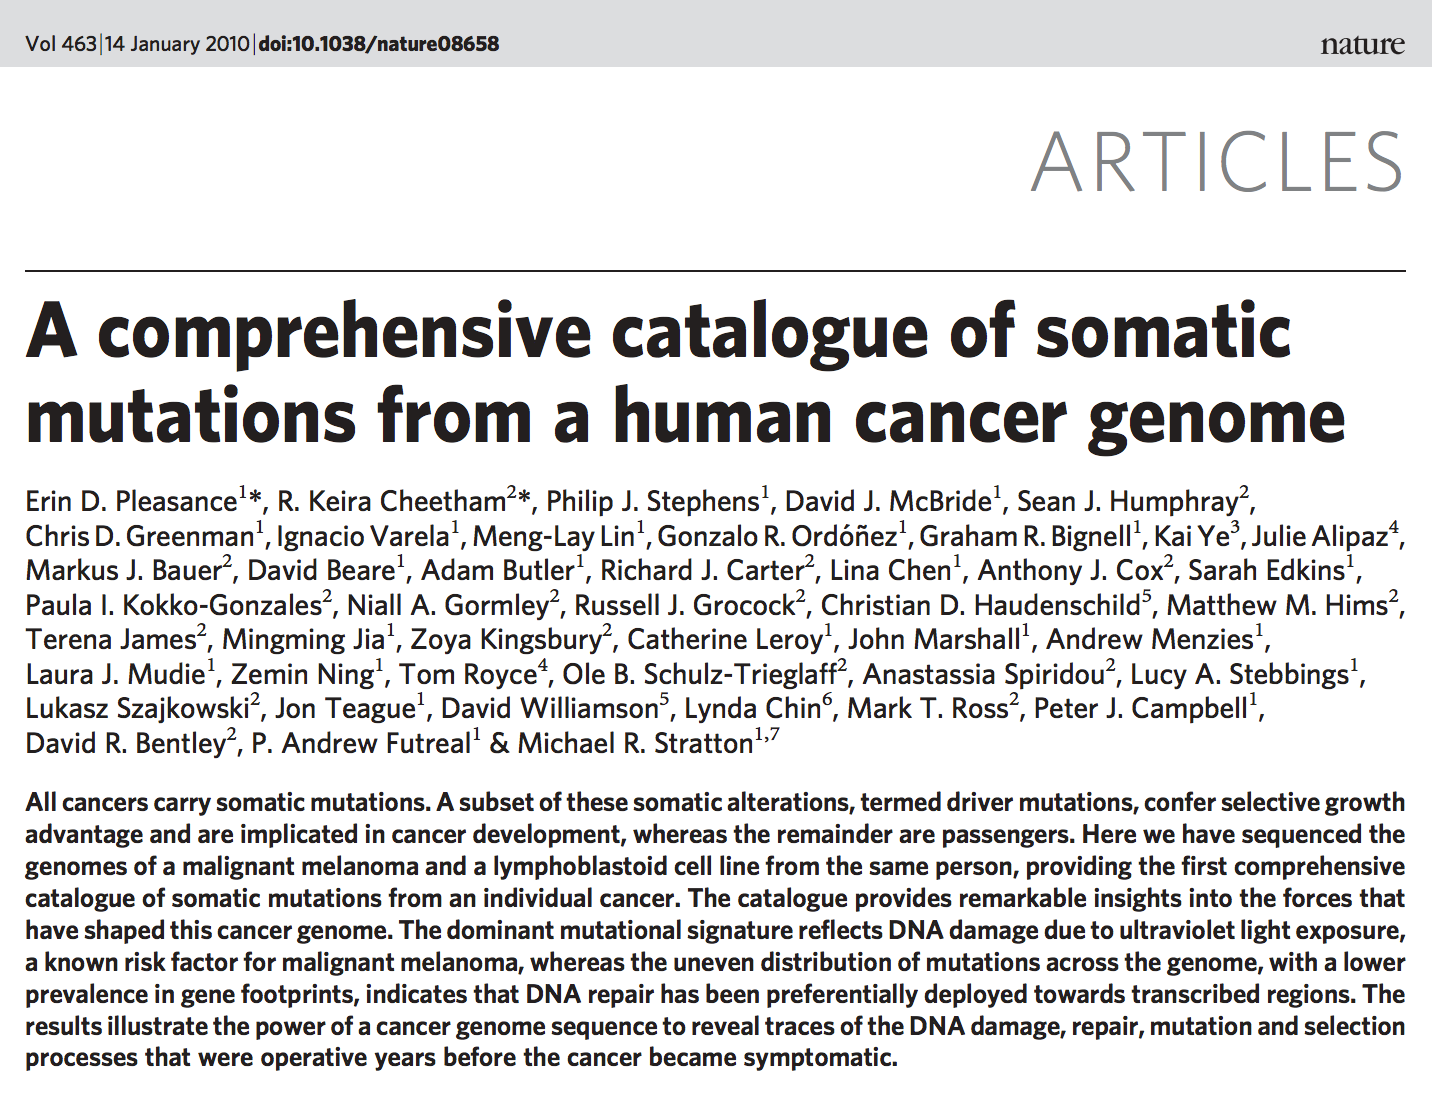 Vol 463|14 January 2010|doi:10.1038/nature08658
nature
ARTICLES
A comprehensive catalogue of somatic
mutations from a human cancer genome
Erin D. Pleasance1*, R. Keira Cheetham2*, Philip J. Stephens1, David J. McBride1, Sean J. Humphray2,
Chris D. Greenman1, Ignacio Varela1, Meng-Lay Lin1, Gonzalo R. Ordóñez1, Graham R. Bignell1, Kai Ye3, Julie Alipaz4,
Markus J. Bauer2, David Beare1, Adam Butler1, Richard J. Carter2, Lina Chen1, Anthony J. Cox2, Sarah Edkins1,
Paula I. Kokko-Gonzales2, Niall A. Gormley2, Russell J. Grocock2, Christian D. Haudenschild5, Matthew M. Hims2,
Terena James2, Mingming Jia1, Zoya Kingsbury2, Catherine Leroy1, John Marshall1, Andrew Menzies1,
Laura J. Mudie1, Zemin Ning1, Tom Royce4, Ole B. Schulz-Trieglaff2, Anastassia Spiridou2, Lucy A. Stebbings1,
Lukasz Szajkowski2, Jon Teague1, David Williamson5, Lynda Chin6, Mark T. Ross2, Peter J. Campbell1,
David R. Bentley2, P. Andrew Futreal1 & Michael R. Stratton1,7
All cancers carry somatic mutations. A subset of these somatic alterations, termed driver mutations, confer selective growth
advantage and are implicated in cancer development, whereas the remainder are passengers. Here we have sequenced the
genomes of a malignant melanoma and a lymphoblastoid cell line from the same person, providing the first comprehensive
catalogue of somatic mutations from an individual cancer. The catalogue provides remarkable insights into the forces that
have shaped this cancer genome. The dominant mutational signature reflects DNA damage due to ultraviolet light exposure,
a known risk factor for malignant melanoma, whereas the uneven distribution of mutations across the genome, with a lower
prevalence in gene footprints, indicates that DNA repair has been preferentially deployed towards transcribed regions. The
results illustrate the power of a cancer genome sequence to reveal traces of the DNA damage, repair, mutation and selection
processes that were operative years before the cancer became symptomatic.